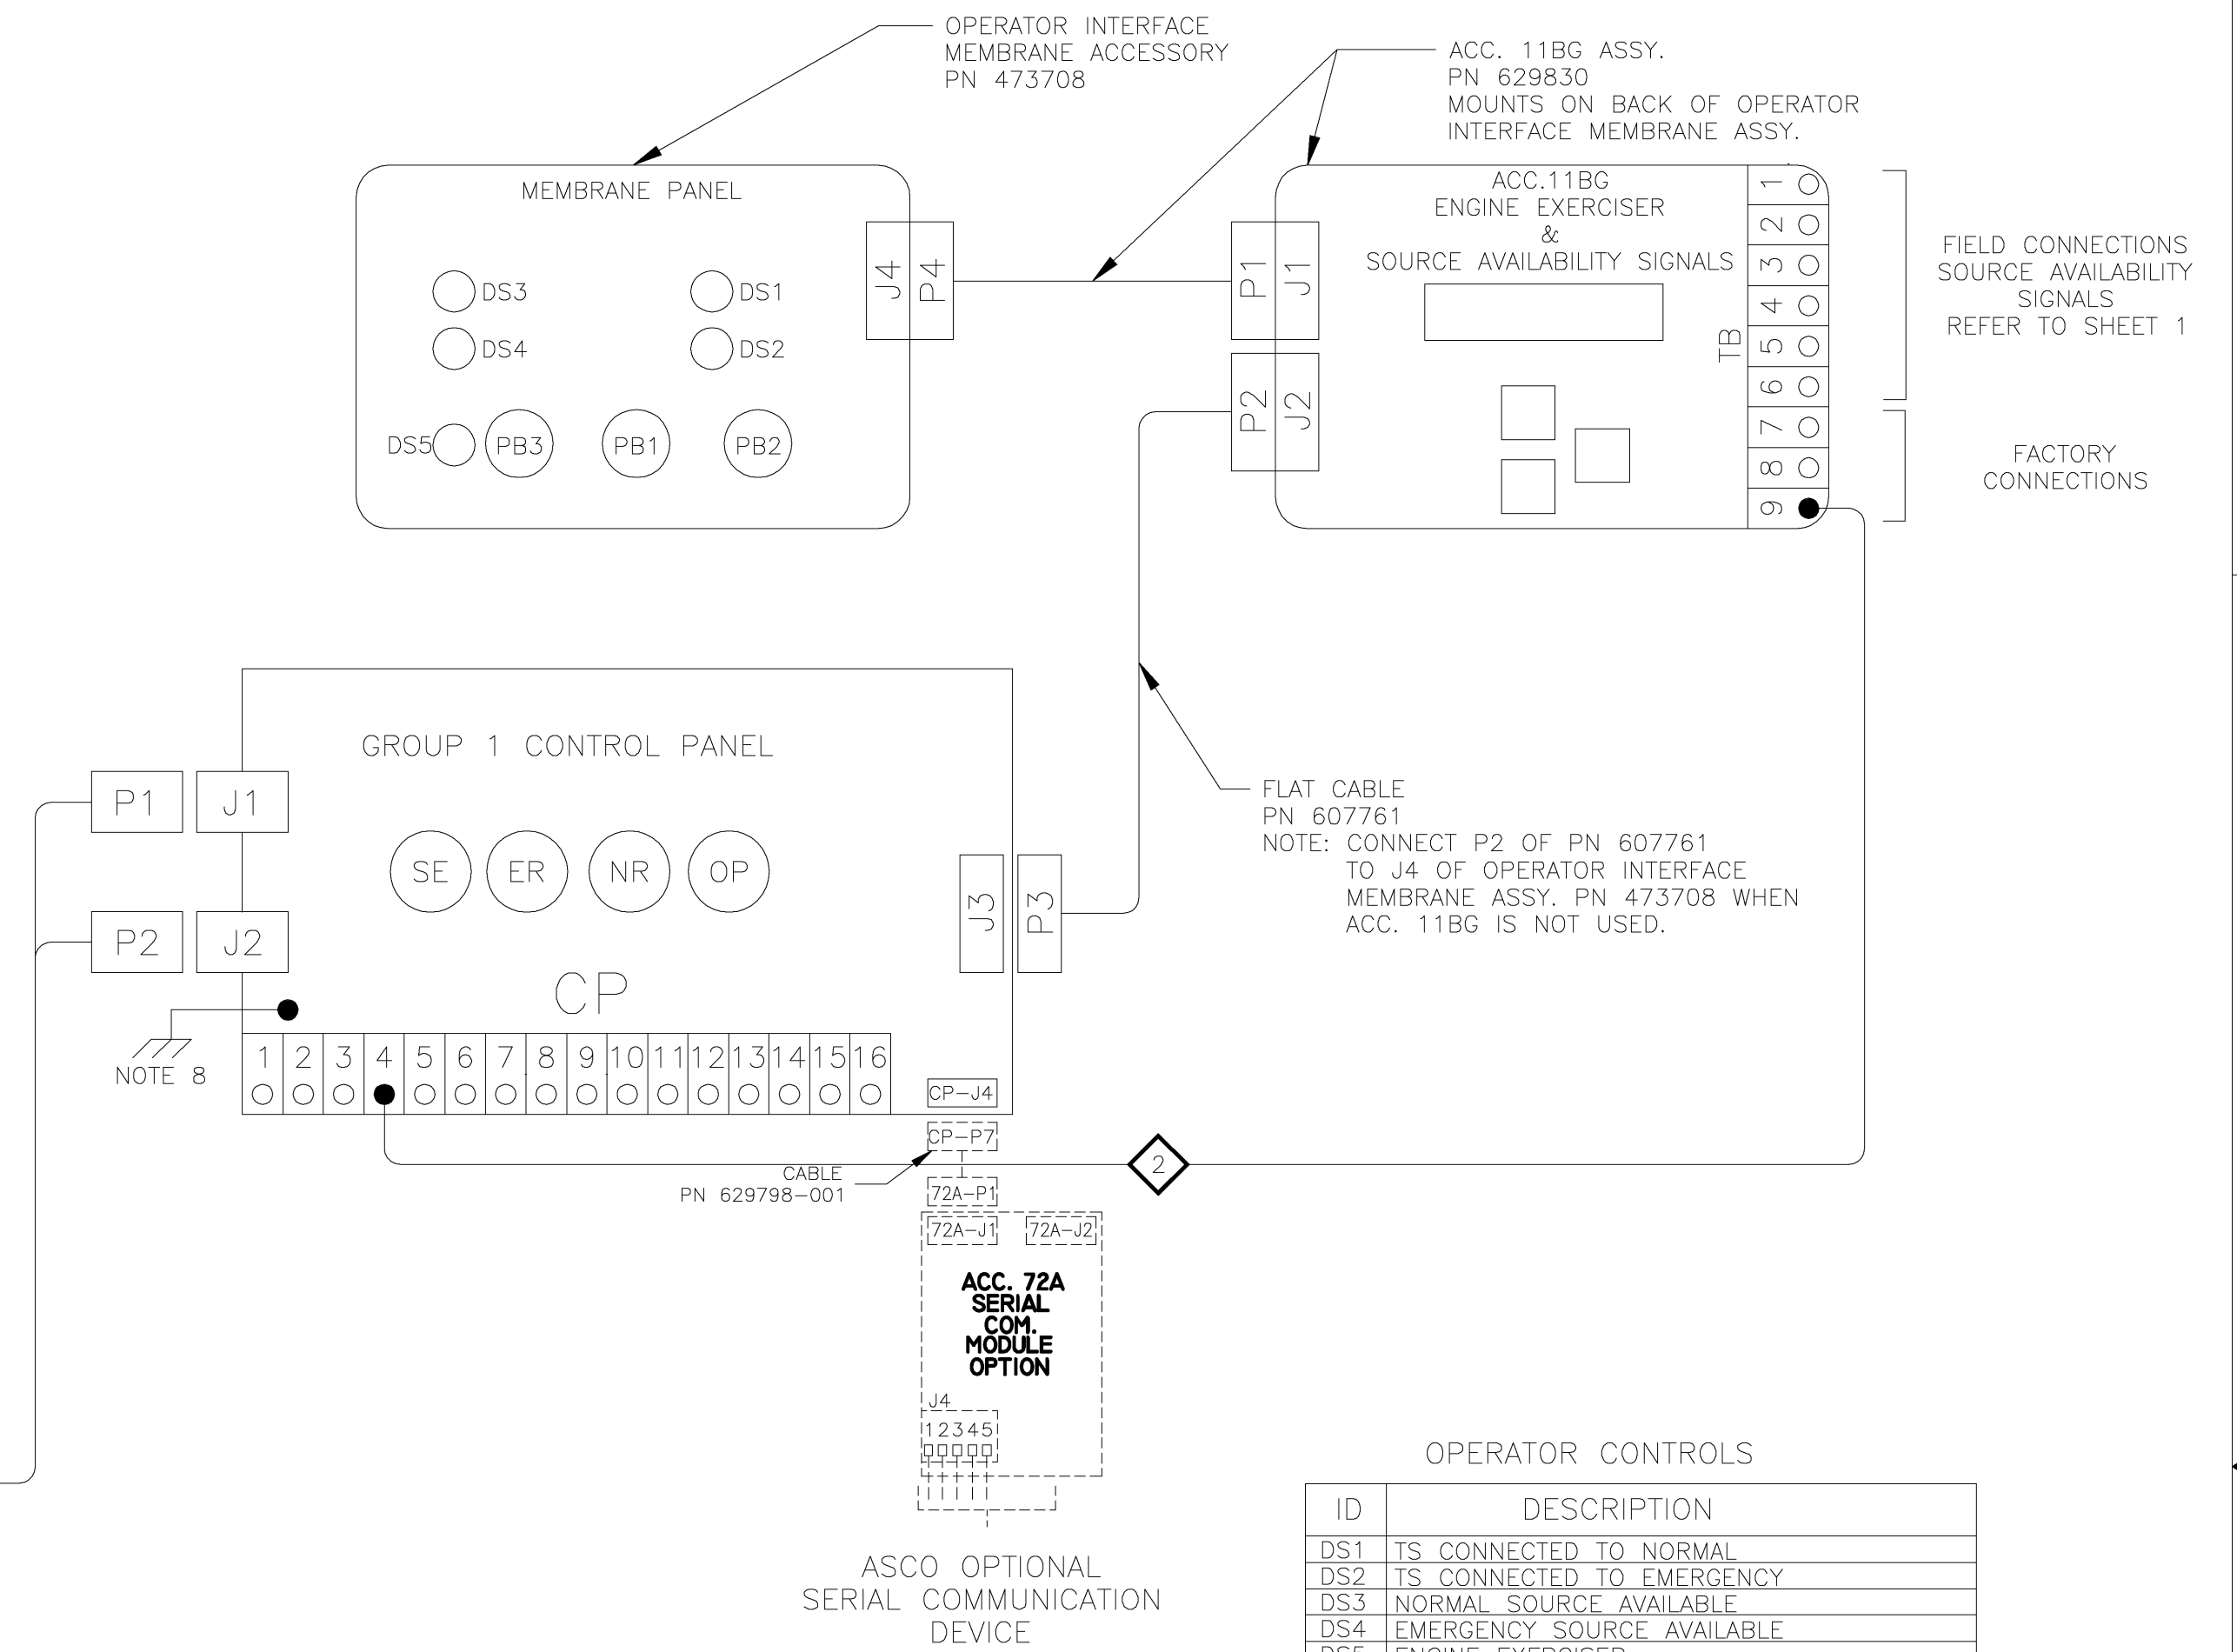 OPERATOR INTERFACE
MEMBRANE ACCESSORY
PN 473708
ACC. 11BG ASSY.
PN 629830
MOUNTS ON BACK OF OPERATOR
INTERFACE MEMBRANE ASSY.
MEMBRANE PANEL
DS3
DS1
DS4
DS2
DS5
PB3
PB1
PB2
J4
P4
P1
J1
P2
J2
ACC.11BG
ENGINE EXERCISER
&
SOURCE AVAILABILITY SIGNALS
TB
1
2
3
4
5
6
7
8
9
FIELD CONNECTIONS
SOURCE AVAILABILITY
SIGNALS
REFER TO SHEET 1
FACTORY
CONNECTIONS
GROUP 1 CONTROL PANEL
P1
J1
SE
ER
NR
OP
P2
J2
J3
P3
CP
NOTE 8
1 2 3 4 5 6 7 8 9 10 11 12 13 14 15 16
CP-J4
FLAT CABLE
PN 607761
NOTE: CONNECT P2 OF PN 607761
TO J4 OF OPERATOR INTERFACE
MEMBRANE ASSY. PN 473708 WHEN
ACC. 11BG IS NOT USED.
CP-P7
2
CABLE
PN 629798-001
72A-P1
72A-J1
72A-J2
ACC. 72A
SERIAL
COM.
MODULE
OPTION
J4
1 2 3 4 5
ASCO OPTIONAL
SERIAL COMMUNICATION
DEVICE
OPERATOR CONTROLS
ID DESCRIPTION
DS1 TS CONNECTED TO NORMAL
DS2 TS CONNECTED TO EMERGENCY
DS3 NORMAL SOURCE AVAILABLE
DS4 EMERGENCY SOURCE AVAILABLE
DS5 ENGINE EXERCISER